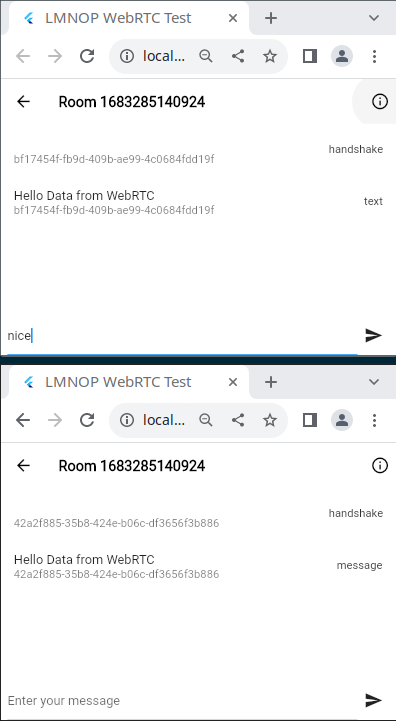 LMNOP WebRTC Test
local...
Room 1683285140924
handshake
bf17454f-fb9d-409b-ae99-4c0684fdd19f
Hello Data from WebRTC
text
bf17454f-fb9d-409b-ae99-4c0684fdd19f
nice
LMNOP WebRTC Test
local...
Room 1683285140924
handshake
42a2f885-35b8-424e-b06c-df3656f3b886
Hello Data from WebRTC
message
42a2f885-35b8-424e-b06c-df3656f3b886
Enter your message